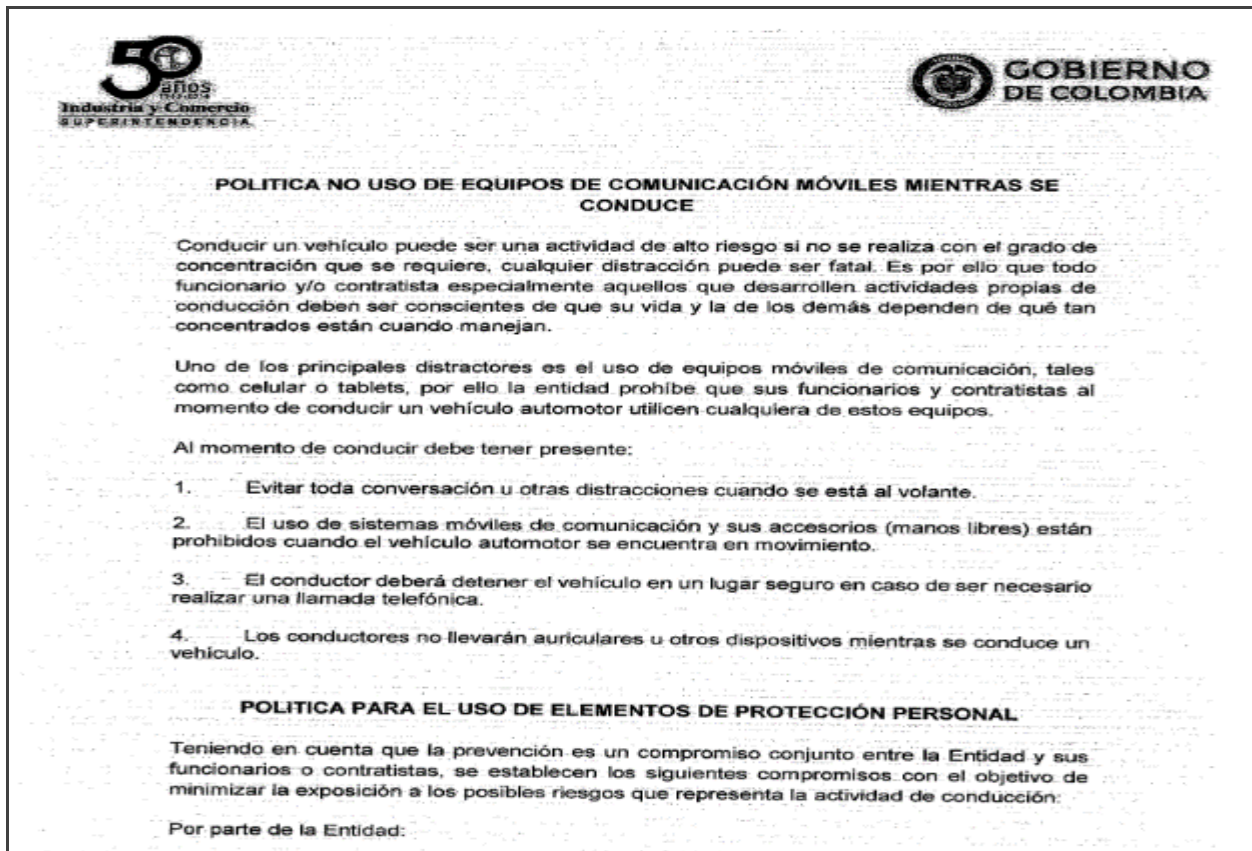 50
años
Industria y Comercio
SUPERINTENDENCIA
GOBIERNO
DE COLOMBIA
POLITICA NO USO DE EQUIPOS DE COMUNICACIÓN MÓVILES MIENTRAS SE
CONDUCE
Conducir un vehículo puede ser una actividad de alto riesgo si no se realiza con el grado de
concentración que se requiere, cualquier distracción puede ser fatal. Es por ello que todo
funcionario y/o contratista especialmente aquellos que desarrollen actividades propias de
conducción deben ser conscientes de que su vida y la de los demás dependen de qué tan
concentrados están cuando manejan.
Uno de los principales distractores es el uso de equipos móviles de comunicación, tales
como celular o tablets, por ello la entidad prohíbe que sus funcionarios y contratistas al
momento de conducir un vehículo automotor utilicen cualquiera de estos equipos.
Al momento de conducir debe tener presente:
1. Evitar toda conversación u otras distracciones cuando se está al volante.
2. El uso de sistemas móviles de comunicación y sus accesorios (manos libres) están
prohibidos cuando el vehículo automotor se encuentra en movimiento.
3. El conductor deberá detener el vehículo en un lugar seguro en caso de ser necesario
realizar una llamada telefónica.
4. Los conductores no llevarán auriculares u otros dispositivos mientras se conduce un
vehículo.
POLITICA PARA EL USO DE ELEMENTOS DE PROTECCIÓN PERSONAL
Teniendo en cuenta que la prevención es un compromiso conjunto entre la Entidad y sus
funcionarios o contratistas, se establecen los siguientes compromisos con el objetivo de
minimizar la exposición a los posibles riesgos que representa la actividad de conducción:
Por parte de la Entidad: